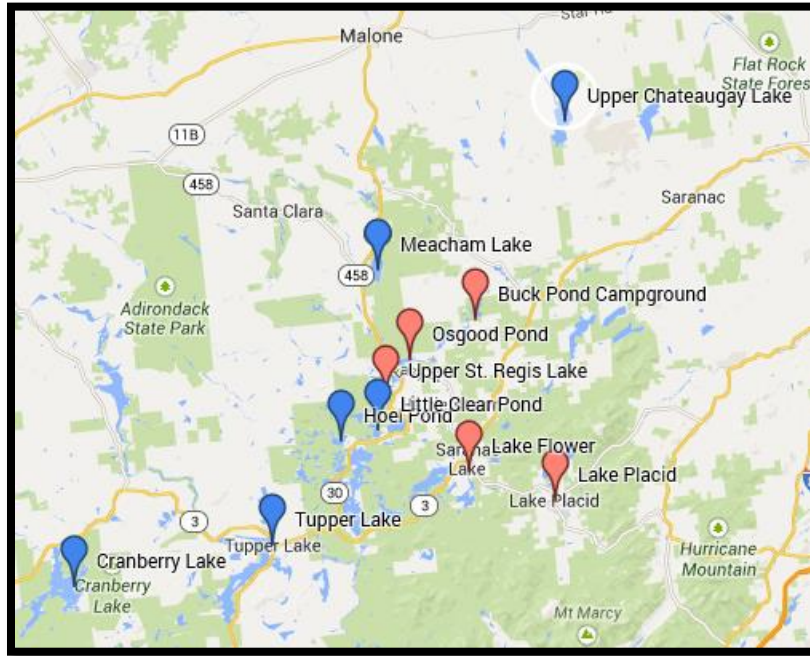 Malone
Flat Rock
State Forest
Upper Chateaugay Lake
11B
458
Santa Clara
Saranac
Meacham Lake
458
Buck Pond Campground
Adirondack
State Park
Osgood Pond
Upper St. Regis Lake
Little Clear Pond
Hoel Pond
Lake Flower
Saranac
Lake
Lake Placid
Lake Placid
30
3
3
Tupper Lake
Tupper Lake
Cranberry Lake
Cranberry
Lake
Hurricane
Mountain
Mt Marcy